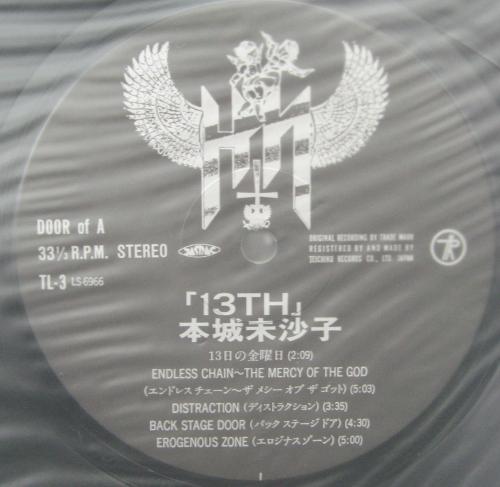 DOOR of A
33⅓ R.P.M. STEREO
TL-3 LS-6966
ORIGINAL RECORDING BY TRADE MARK
REGISTERED BY AND MADE BY
TEICHIKU RECORDS CO., LTD. JAPAN
「13TH」
本城未沙子
13日の金曜日 (2:09)
ENDLESS CHAIN〜THE MERCY OF THE GOD
(エンドレス チェーン〜ザ メシー オブ ザ ゴット) (5:03)
DISTRACTION (ディストラクション) (3:35)
BACK STAGE DOOR (バック ステージ ドア) (4:30)
EROGENOUS ZONE (エロジナス ゾーン) (5:00)